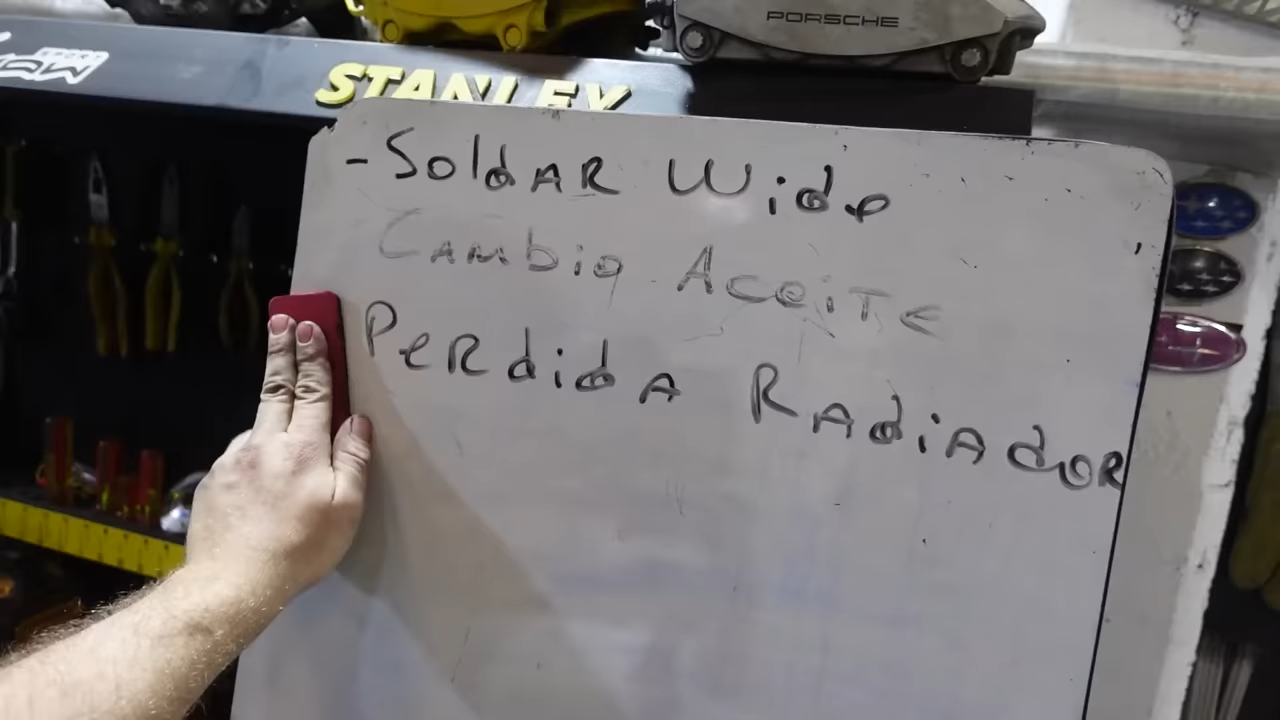 PORSCHE
STANLEY
- Soldar Wide
Cambio Aceite
Perdida Radiador